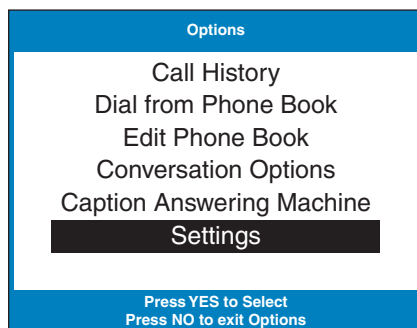 Options
Call History
Dial from Phone Book
Edit Phone Book
Conversation Options
Caption Answering Machine
Settings
Press YES to Select
Press NO to exit Options